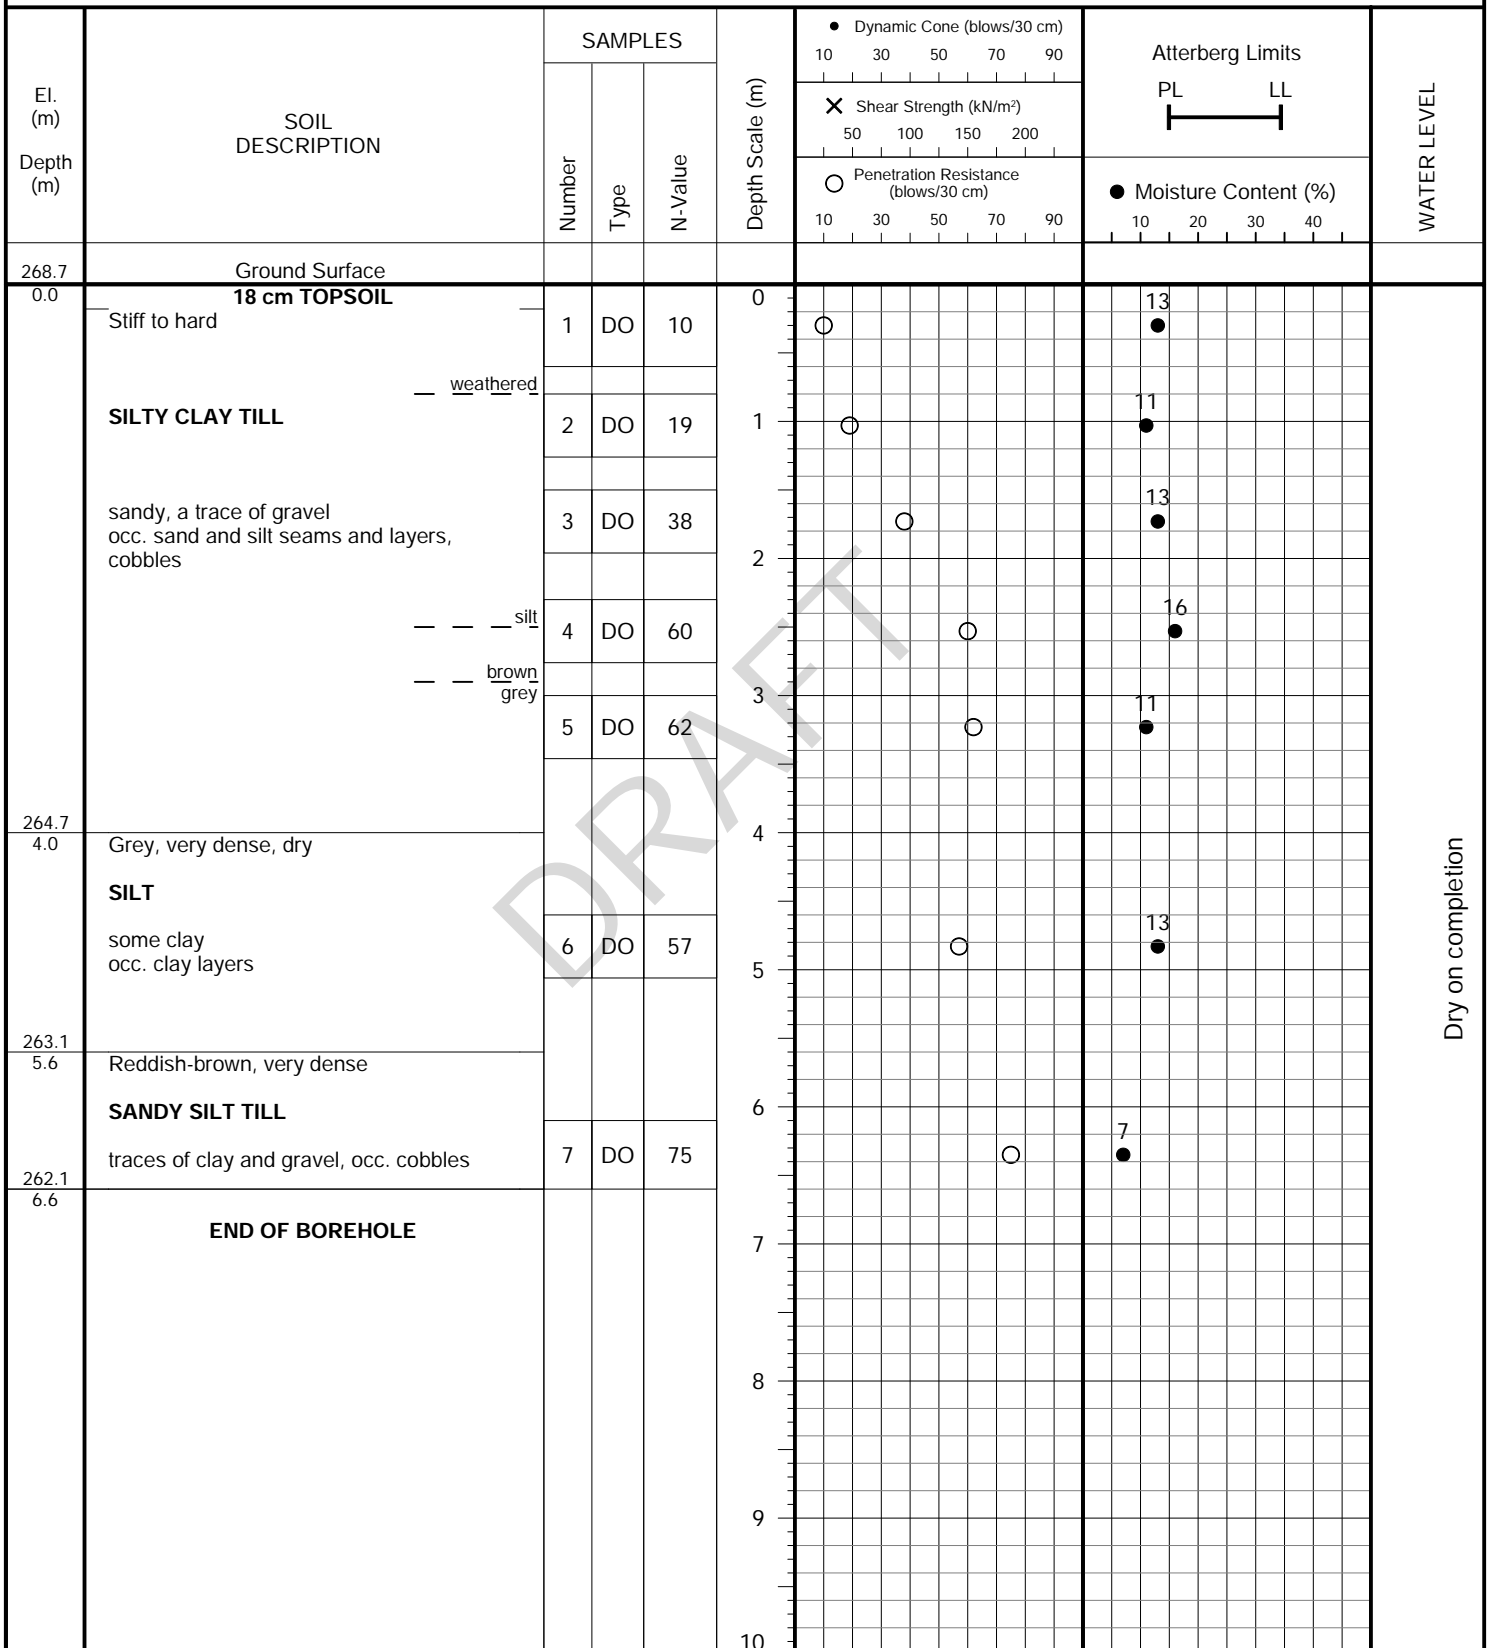 El.
(m)
Depth
(m)
SOIL
DESCRIPTION
SAMPLES
Number
Type
N-Value
Depth Scale (m)
● Dynamic Cone (blows/30 cm)
10 30 50 70 90
✕ Shear Strength (kN/m²)
50 100 150 200
○ Penetration Resistance
(blows/30 cm)
10 30 50 70 90
Atterberg Limits
PL LL
● Moisture Content (%)
10 20 30 40
WATER LEVEL
268.7 Ground Surface
0.0 18 cm TOPSOIL 0
13
Stiff to hard 1 DO 10
weathered
11
SILTY CLAY TILL 2 DO 19 1
13
sandy, a trace of gravel 3 DO 38
occ. sand and silt seams and layers,
cobbles 2
16
silt
4 DO 60
brown
grey 3
11
5 DO 62
264.7
4.0 Grey, very dense, dry 4
SILT
13
some clay 6 DO 57
occ. clay layers 5
263.1
5.6 Reddish-brown, very dense
SANDY SILT TILL 6
7
traces of clay and gravel, occ. cobbles 7 DO 75
262.1
6.6
END OF BOREHOLE 7
8
9
10
Dry on completion
DRAFT